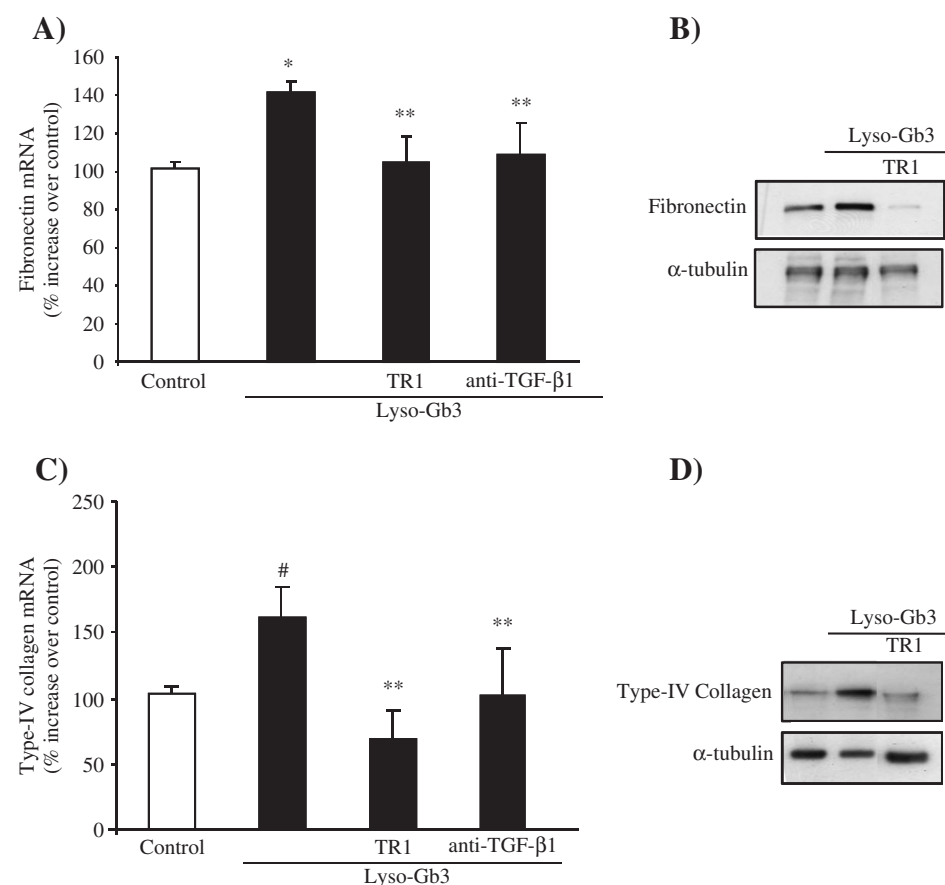 A)
Fibronectin mRNA
(% increase over control)
160
140
120
100
80
60
40
20
0
*
**
**
Control
TR1
anti-TGF-β1
Lyso-Gb3
B)
Lyso-Gb3
TR1
Fibronectin
α-tubulin
C)
Type-IV collagen mRNA
(% increase over control)
250
200
150
100
50
0
#
**
**
Control
TR1
anti-TGF-β1
Lyso-Gb3
D)
Lyso-Gb3
TR1
Type-IV Collagen
α-tubulin